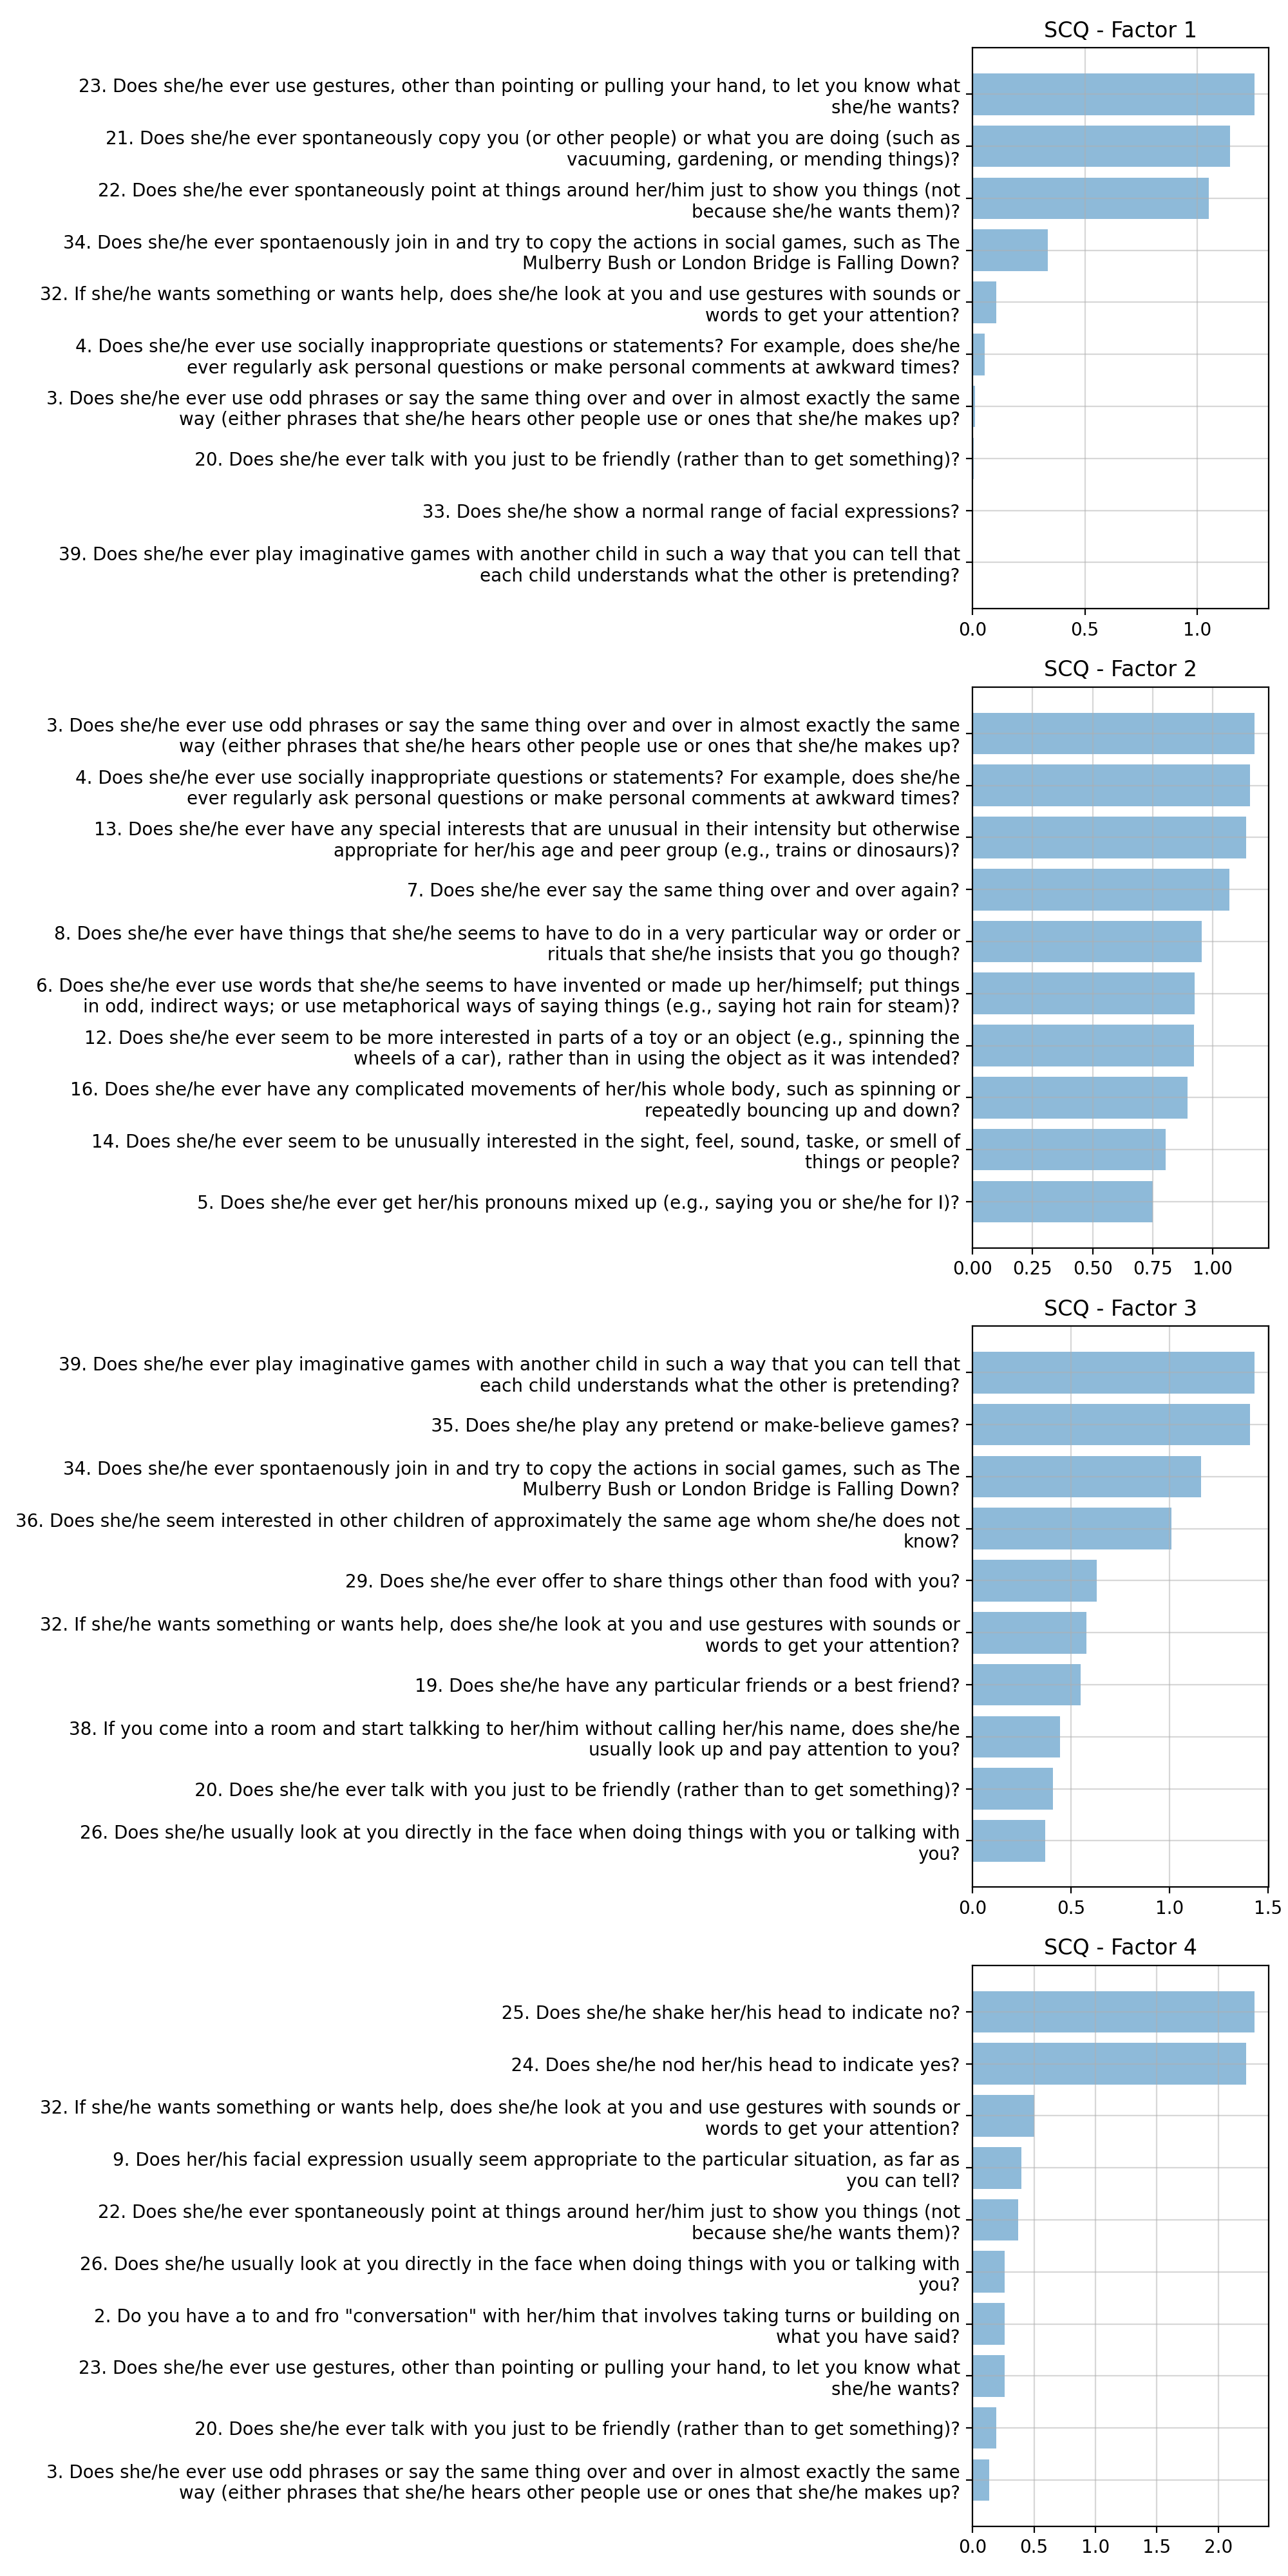 SCQ - Factor 1
23. Does she/he ever use gestures, other than pointing or pulling your hand, to let you know what
she/he wants?
21. Does she/he ever spontaneously copy you (or other people) or what you are doing (such as
vacuuming, gardening, or mending things)?
22. Does she/he ever spontaneously point at things around her/him just to show you things (not
because she/he wants them)?
34. Does she/he ever spontaenously join in and try to copy the actions in social games, such as The
Mulberry Bush or London Bridge is Falling Down?
32. If she/he wants something or wants help, does she/he look at you and use gestures with sounds or
words to get your attention?
4. Does she/he ever use socially inappropriate questions or statements? For example, does she/he
ever regularly ask personal questions or make personal comments at awkward times?
3. Does she/he ever use odd phrases or say the same thing over and over in almost exactly the same
way (either phrases that she/he hears other people use or ones that she/he makes up?
20. Does she/he ever talk with you just to be friendly (rather than to get something)?
33. Does she/he show a normal range of facial expressions?
39. Does she/he ever play imaginative games with another child in such a way that you can tell that
each child understands what the other is pretending?
0.0 0.5 1.0
SCQ - Factor 2
3. Does she/he ever use odd phrases or say the same thing over and over in almost exactly the same
way (either phrases that she/he hears other people use or ones that she/he makes up?
4. Does she/he ever use socially inappropriate questions or statements? For example, does she/he
ever regularly ask personal questions or make personal comments at awkward times?
13. Does she/he ever have any special interests that are unusual in their intensity but otherwise
appropriate for her/his age and peer group (e.g., trains or dinosaurs)?
7. Does she/he ever say the same thing over and over again?
8. Does she/he ever have things that she/he seems to have to do in a very particular way or order or
rituals that she/he insists that you go though?
6. Does she/he ever use words that she/he seems to have invented or made up her/himself; put things
in odd, indirect ways; or use metaphorical ways of saying things (e.g., saying hot rain for steam)?
12. Does she/he ever seem to be more interested in parts of a toy or an object (e.g., spinning the
wheels of a car), rather than in using the object as it was intended?
16. Does she/he ever have any complicated movements of her/his whole body, such as spinning or
repeatedly bouncing up and down?
14. Does she/he ever seem to be unusually interested in the sight, feel, sound, taske, or smell of
things or people?
5. Does she/he ever get her/his pronouns mixed up (e.g., saying you or she/he for I)?
0.00 0.25 0.50 0.75 1.00
SCQ - Factor 3
39. Does she/he ever play imaginative games with another child in such a way that you can tell that
each child understands what the other is pretending?
35. Does she/he play any pretend or make-believe games?
34. Does she/he ever spontaenously join in and try to copy the actions in social games, such as The
Mulberry Bush or London Bridge is Falling Down?
36. Does she/he seem interested in other children of approximately the same age whom she/he does not
know?
29. Does she/he ever offer to share things other than food with you?
32. If she/he wants something or wants help, does she/he look at you and use gestures with sounds or
words to get your attention?
19. Does she/he have any particular friends or a best friend?
38. If you come into a room and start talkking to her/him without calling her/his name, does she/he
usually look up and pay attention to you?
20. Does she/he ever talk with you just to be friendly (rather than to get something)?
26. Does she/he usually look at you directly in the face when doing things with you or talking with
you?
0.0 0.5 1.0 1.5
SCQ - Factor 4
25. Does she/he shake her/his head to indicate no?
24. Does she/he nod her/his head to indicate yes?
32. If she/he wants something or wants help, does she/he look at you and use gestures with sounds or
words to get your attention?
9. Does her/his facial expression usually seem appropriate to the particular situation, as far as
you can tell?
22. Does she/he ever spontaneously point at things around her/him just to show you things (not
because she/he wants them)?
26. Does she/he usually look at you directly in the face when doing things with you or talking with
you?
2. Do you have a to and fro "conversation" with her/him that involves taking turns or building on
what you have said?
23. Does she/he ever use gestures, other than pointing or pulling your hand, to let you know what
she/he wants?
20. Does she/he ever talk with you just to be friendly (rather than to get something)?
3. Does she/he ever use odd phrases or say the same thing over and over in almost exactly the same
way (either phrases that she/he hears other people use or ones that she/he makes up?
0.0 0.5 1.0 1.5 2.0